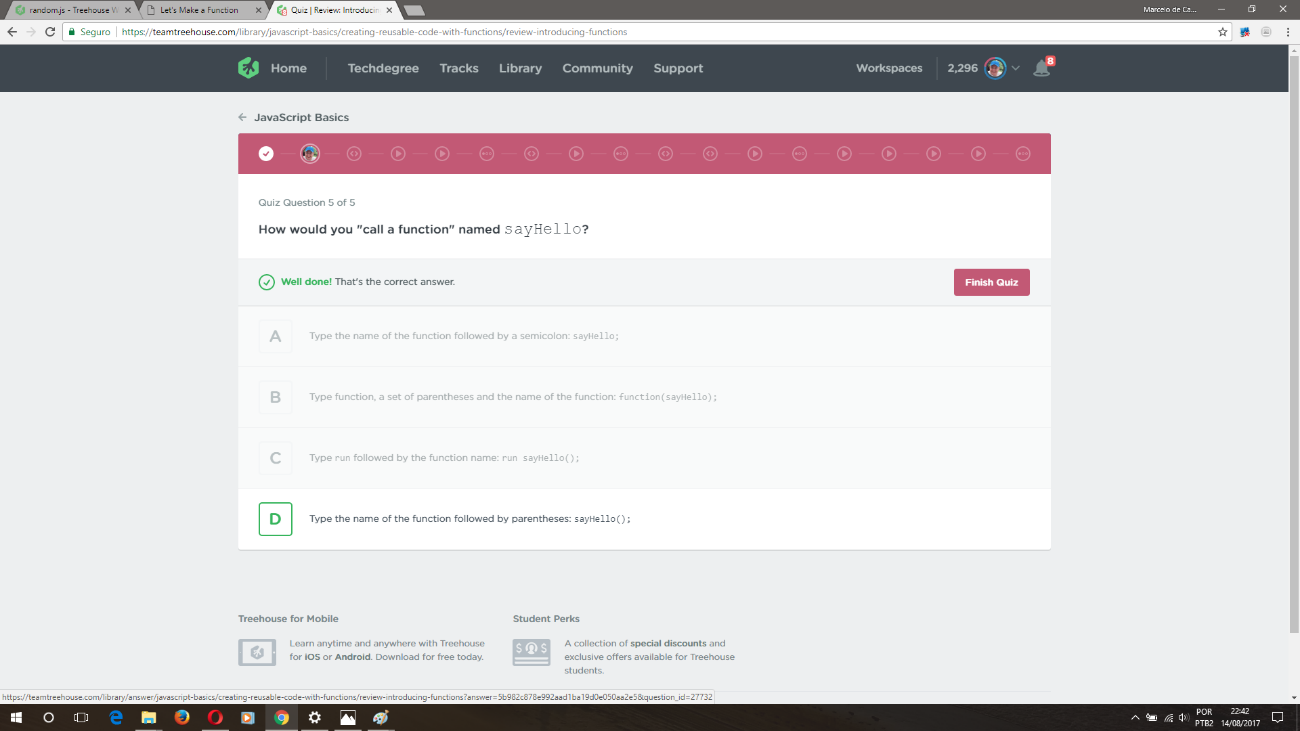 random.js - Treehouse W
Let's Make a Function
Quiz | Review: Introducin
Marcelo de Ca...
Seguro
https://teamtreehouse.com/library/javascript-basics/creating-reusable-code-with-functions/review-introducing-functions
Home Techdegree Tracks Library Community Support Workspaces 2,296 8
JavaScript Basics
Quiz Question 5 of 5
How would you "call a function" named sayHello?
Well done! That's the correct answer.
Finish Quiz
A Type the name of the function followed by a semicolon: sayHello;
B Type function, a set of parentheses and the name of the function: function(sayHello);
C Type run followed by the function name: run sayHello();
D Type the name of the function followed by parentheses: sayHello();
Treehouse for Mobile
Learn anytime and anywhere with Treehouse
for iOS or Android. Download for free today.
Student Perks
A collection of special discounts and
exclusive offers available for Treehouse
students.
https://teamtreehouse.com/library/answer/javascript-basics/creating-reusable-code-with-functions/review-introducing-functions?answer=5b982c878e992aad1ba19d0e050aa2e5&question_id=27732
POR
PTB2
22:42
14/08/2017